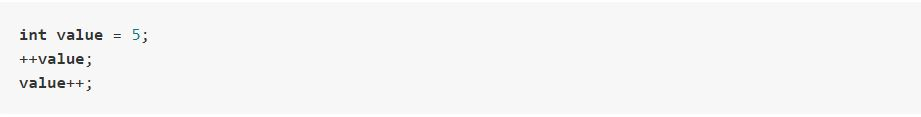 int value = 5;
++value;
value++;